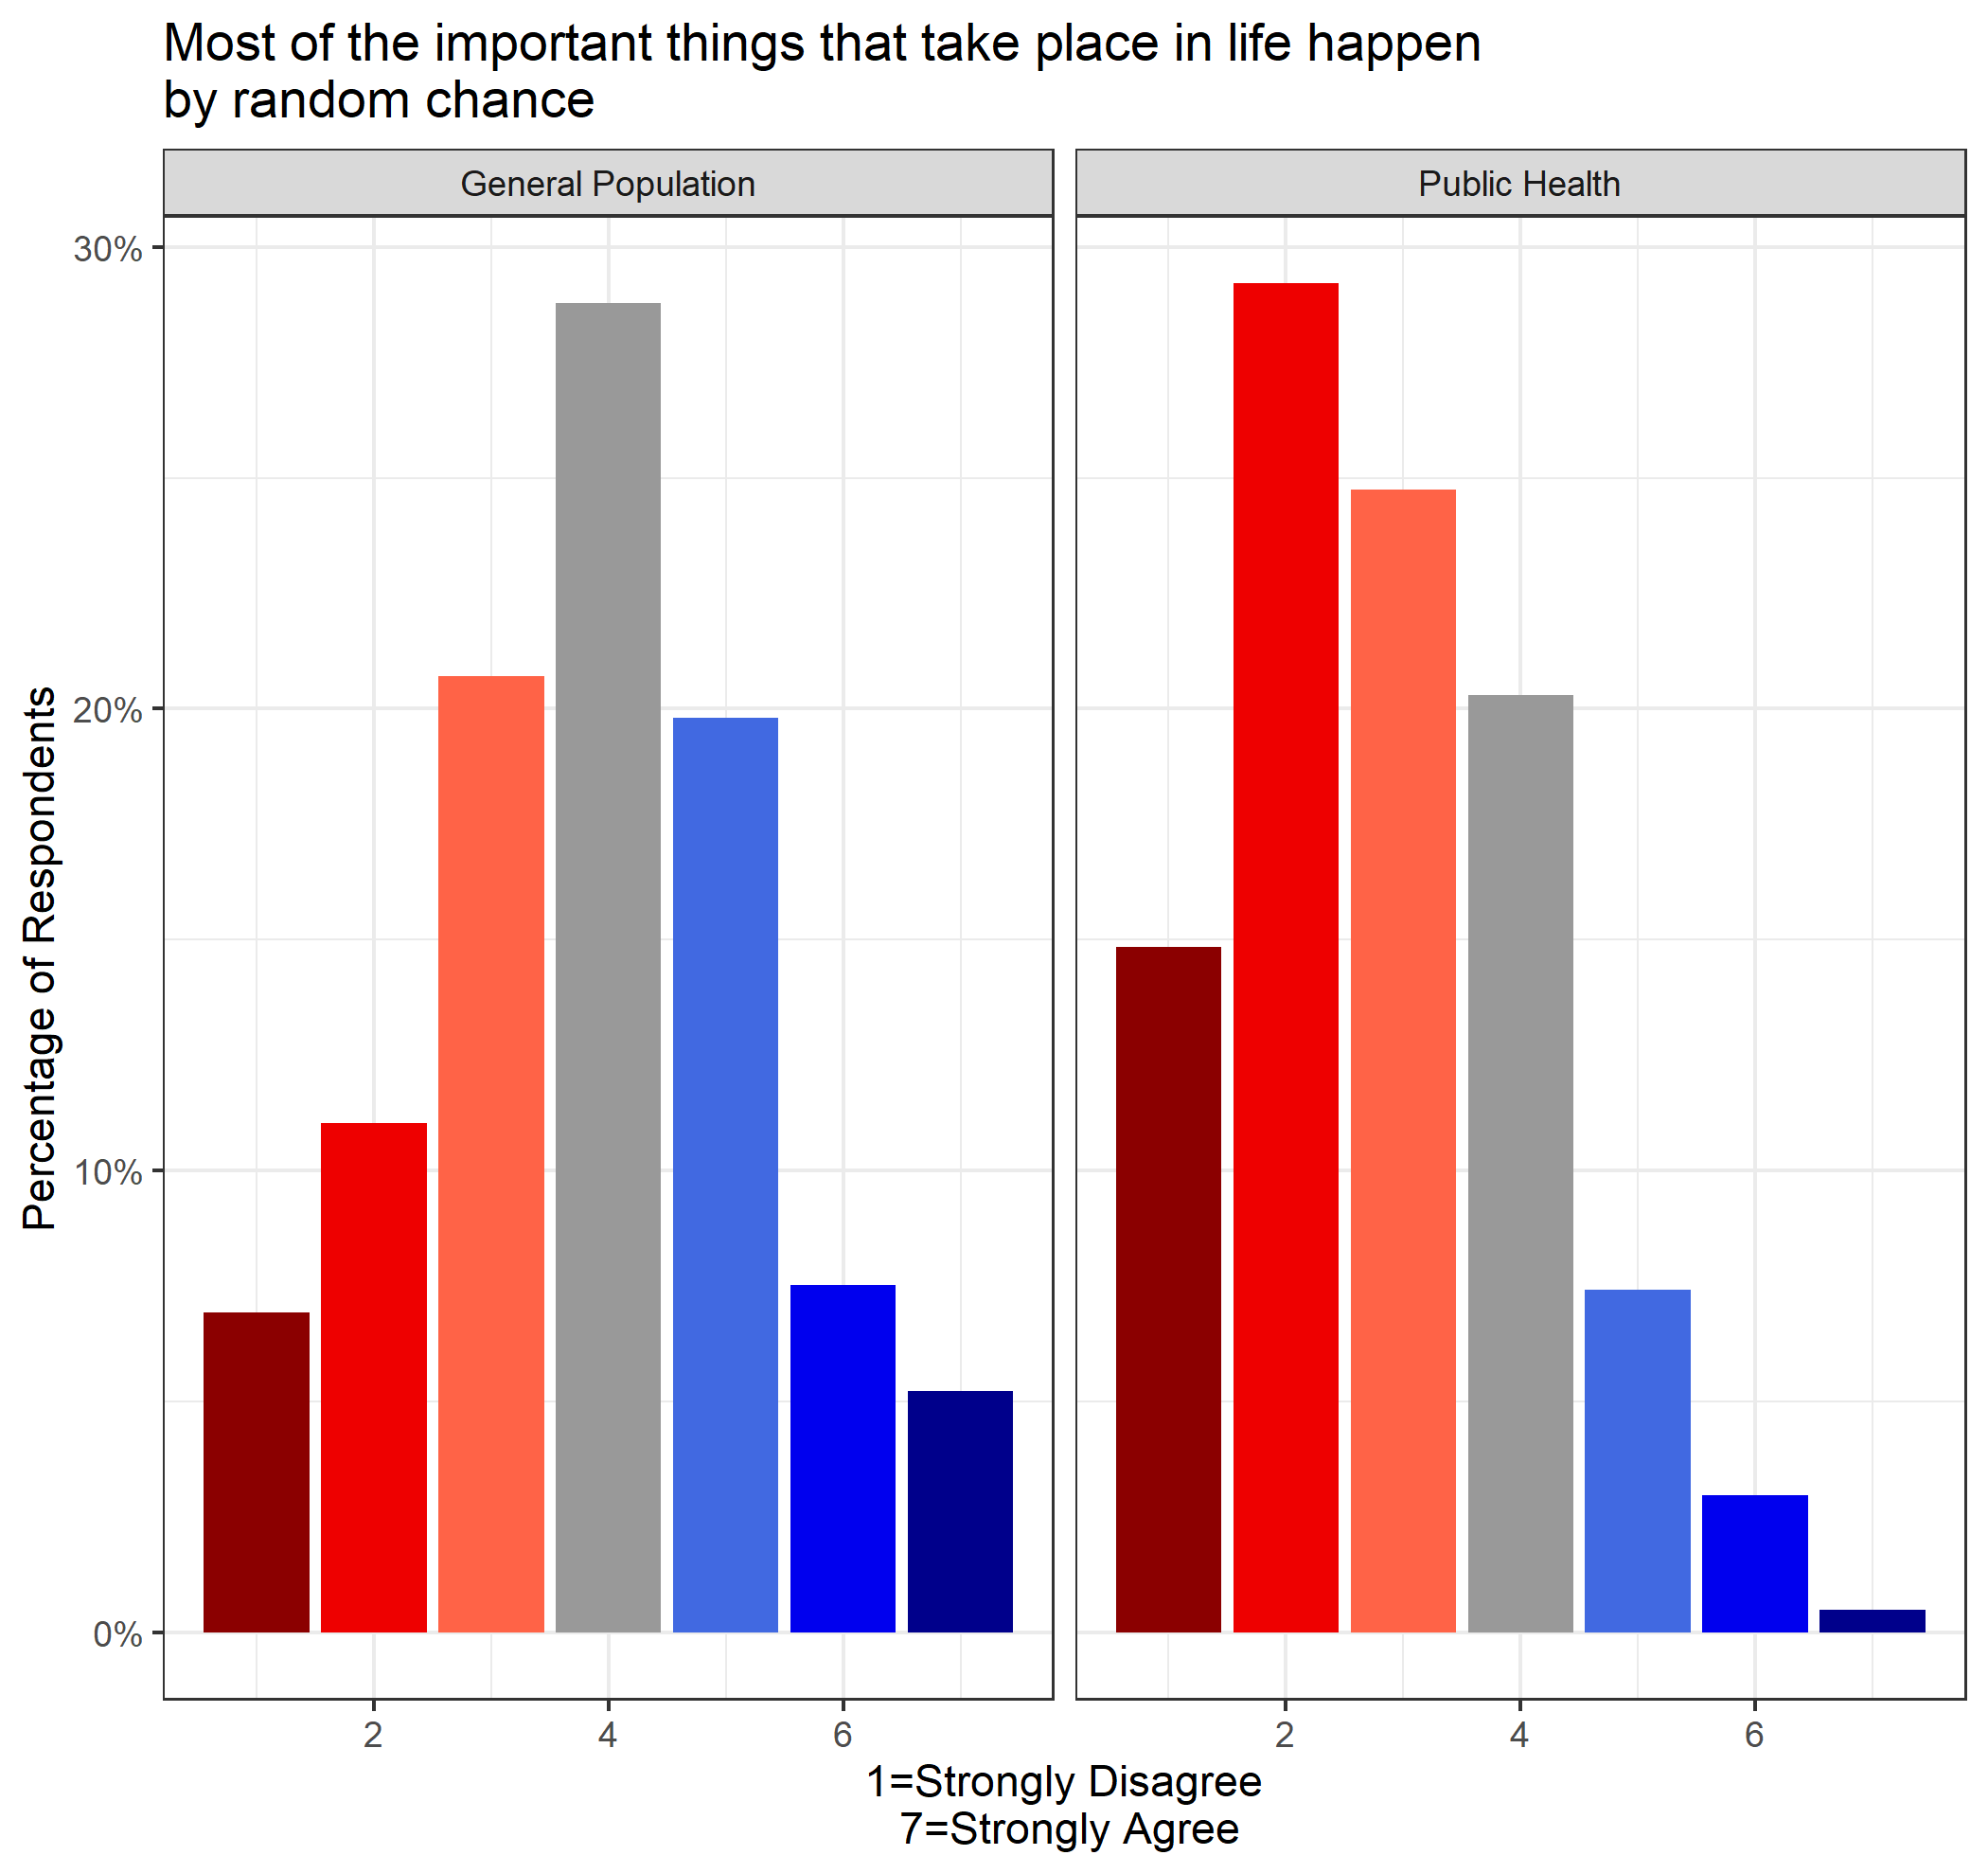 Most of the important things that take place in life happen
by random chance
General Population
Public Health
30%
20%
10%
0%
Percentage of Respondents
2 4 6
2 4 6
1=Strongly Disagree
7=Strongly Agree